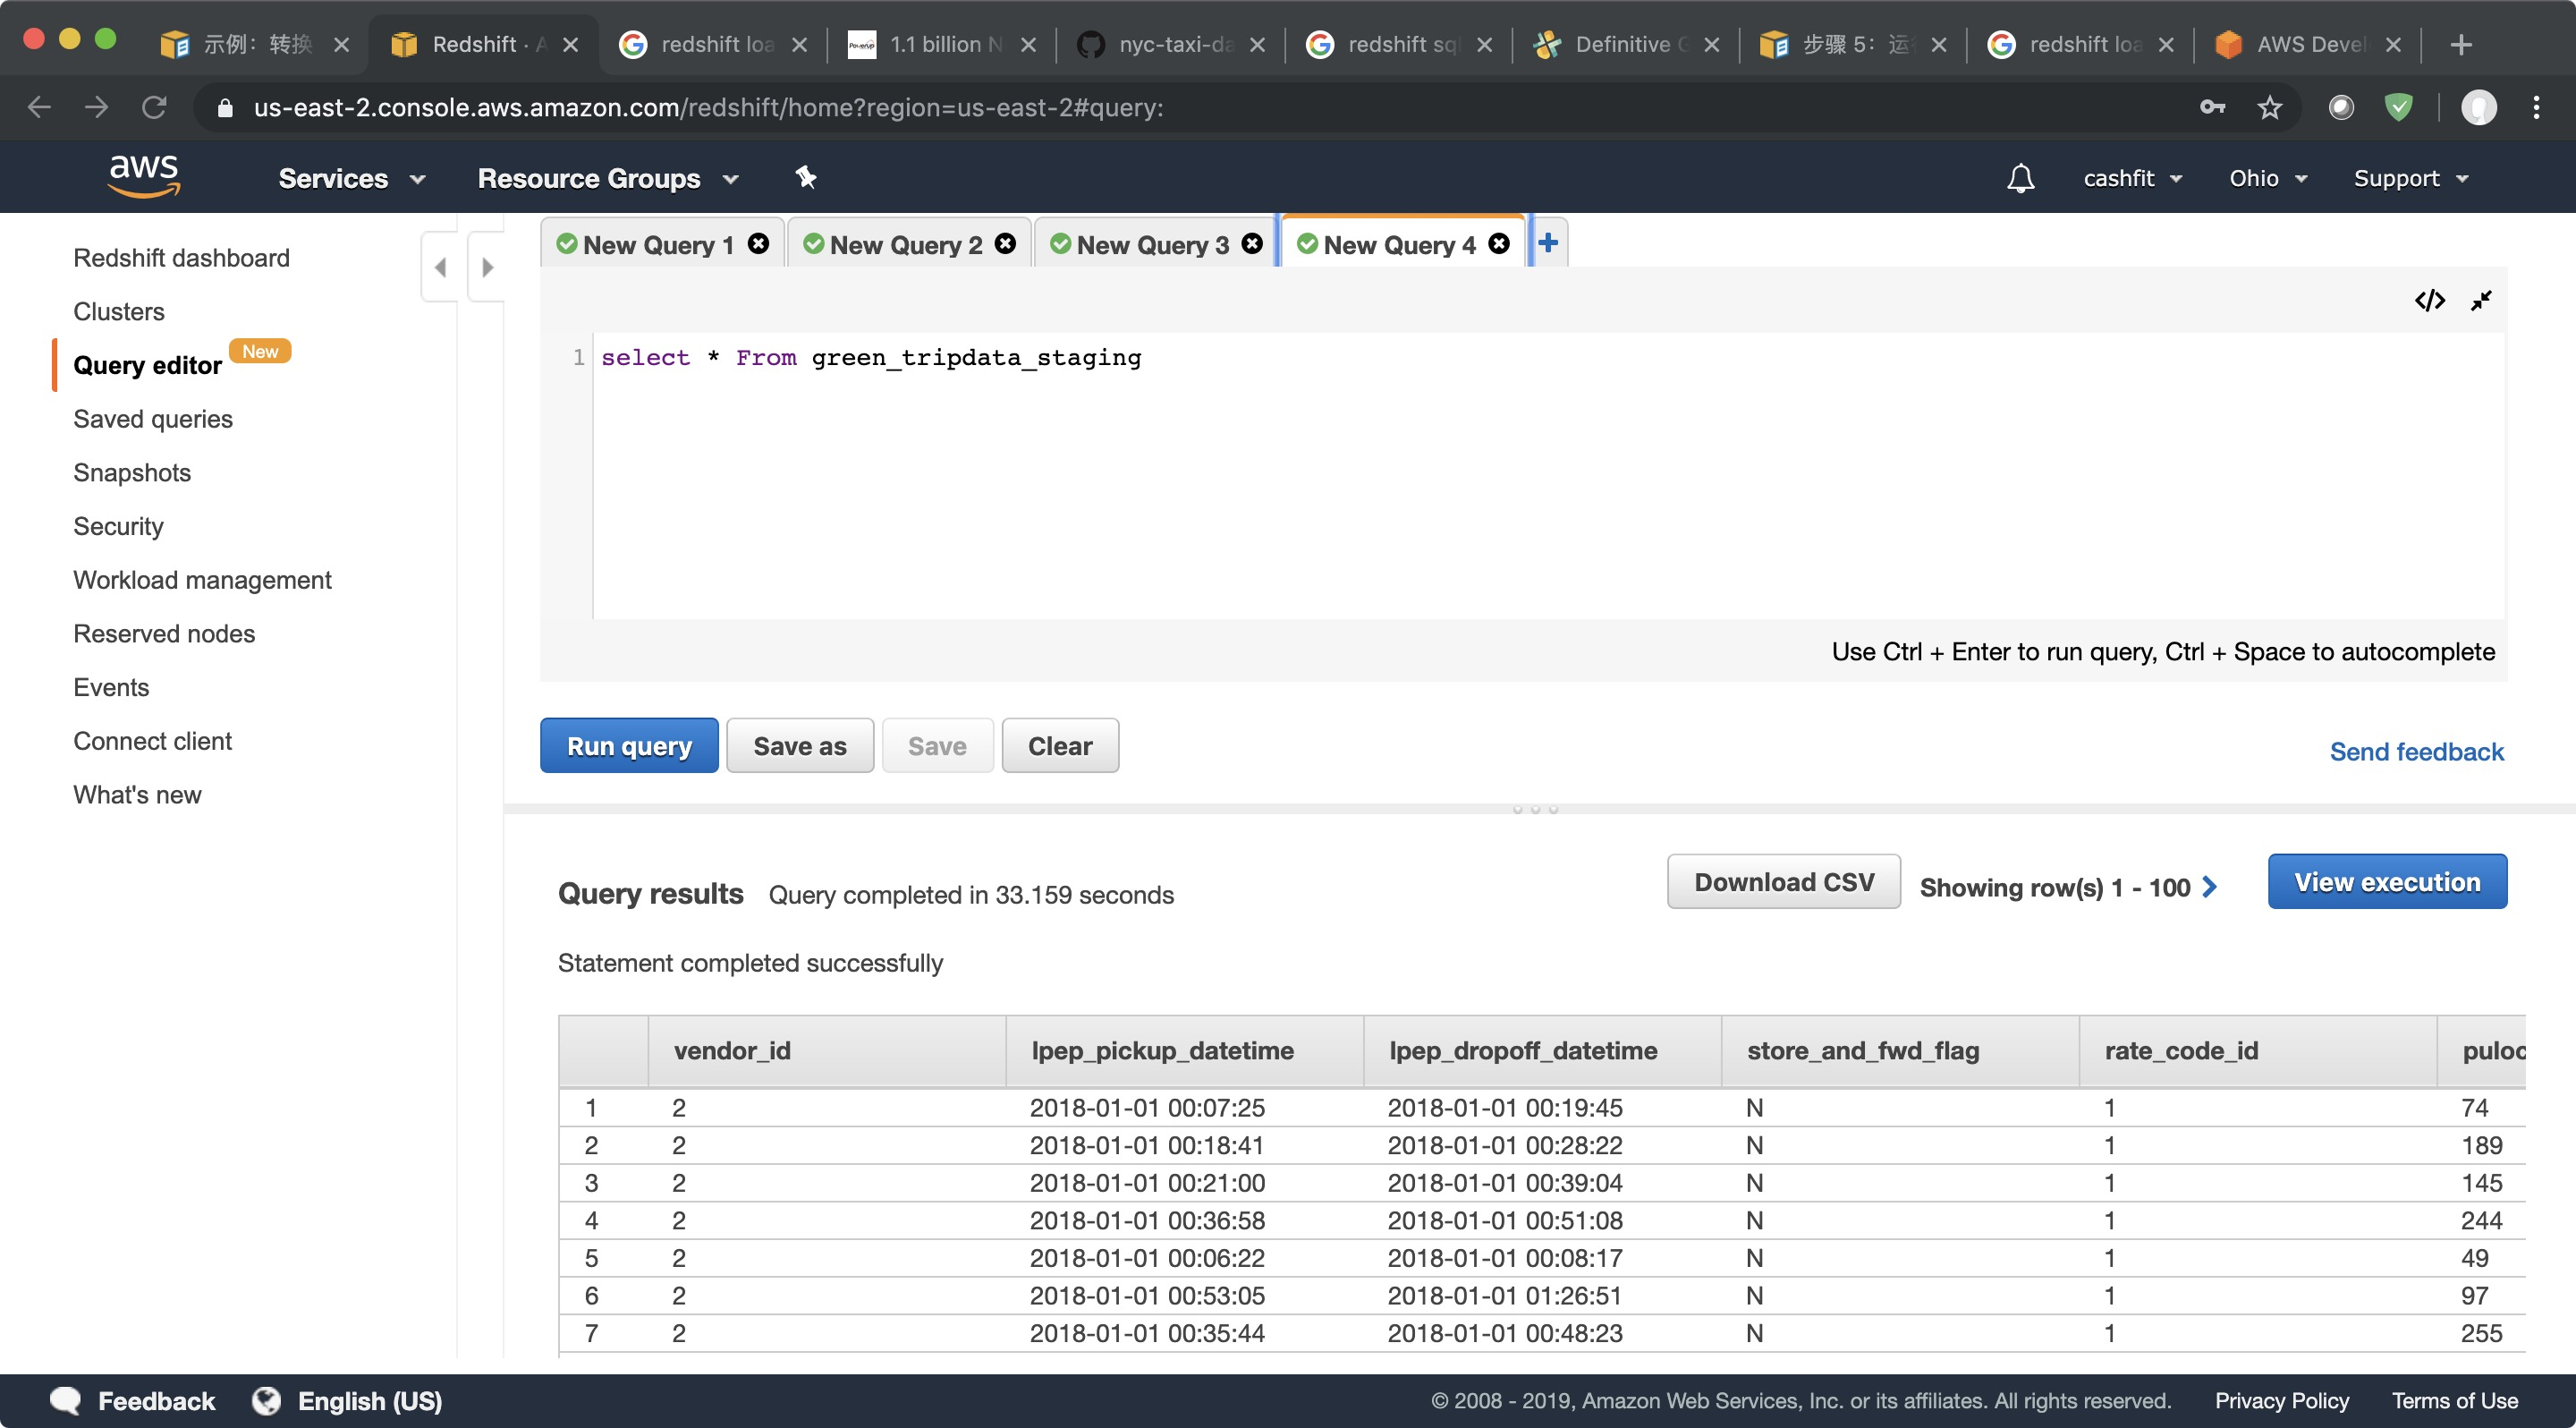 示例：转换
Redshift · A
redshift loa
1.1 billion N
nyc-taxi-da
redshift sql
Definitive G
步骤 5：运行
redshift loa
AWS Devel
us-east-2.console.aws.amazon.com/redshift/home?region=us-east-2#query:
aws Services Resource Groups cashfit Ohio Support
Redshift dashboard
Clusters
Query editor New
Saved queries
Snapshots
Security
Workload management
Reserved nodes
Events
Connect client
What's new
New Query 1 New Query 2 New Query 3 New Query 4
1 select * From green_tripdata_staging
Use Ctrl + Enter to run query, Ctrl + Space to autocomplete
Run query Save as Save Clear
Send feedback
Query results Query completed in 33.159 seconds Download CSV Showing row(s) 1 - 100 View execution
Statement completed successfully
vendor_id lpep_pickup_datetime lpep_dropoff_datetime store_and_fwd_flag rate_code_id puloc
1 2 2018-01-01 00:07:25 2018-01-01 00:19:45 N 1 74
2 2 2018-01-01 00:18:41 2018-01-01 00:28:22 N 1 189
3 2 2018-01-01 00:21:00 2018-01-01 00:39:04 N 1 145
4 2 2018-01-01 00:36:58 2018-01-01 00:51:08 N 1 244
5 2 2018-01-01 00:06:22 2018-01-01 00:08:17 N 1 49
6 2 2018-01-01 00:53:05 2018-01-01 01:26:51 N 1 97
7 2 2018-01-01 00:35:44 2018-01-01 00:48:23 N 1 255
Feedback English (US) © 2008 - 2019, Amazon Web Services, Inc. or its affiliates. All rights reserved. Privacy Policy Terms of Use